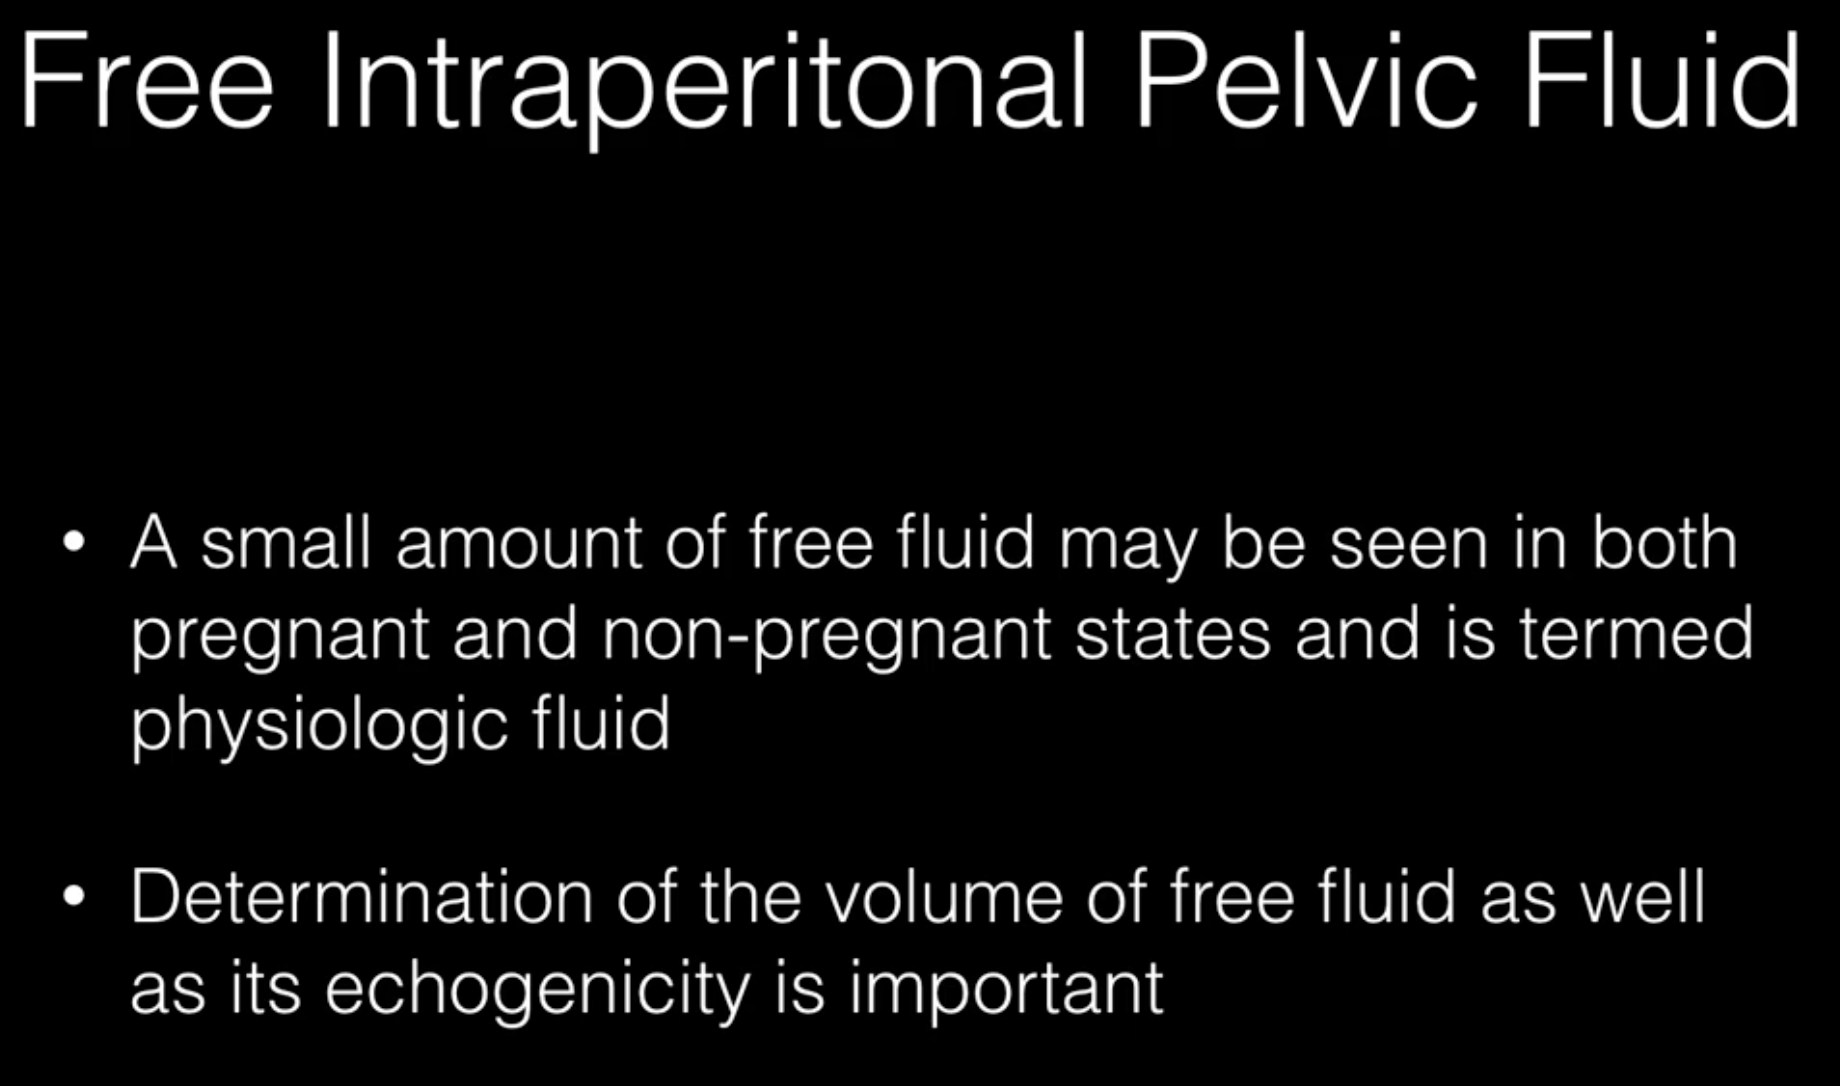 Free Intraperitonal Pelvic Fluid
• A small amount of free fluid may be seen in both
pregnant and non-pregnant states and is termed
physiologic fluid
• Determination of the volume of free fluid as well
as its echogenicity is important